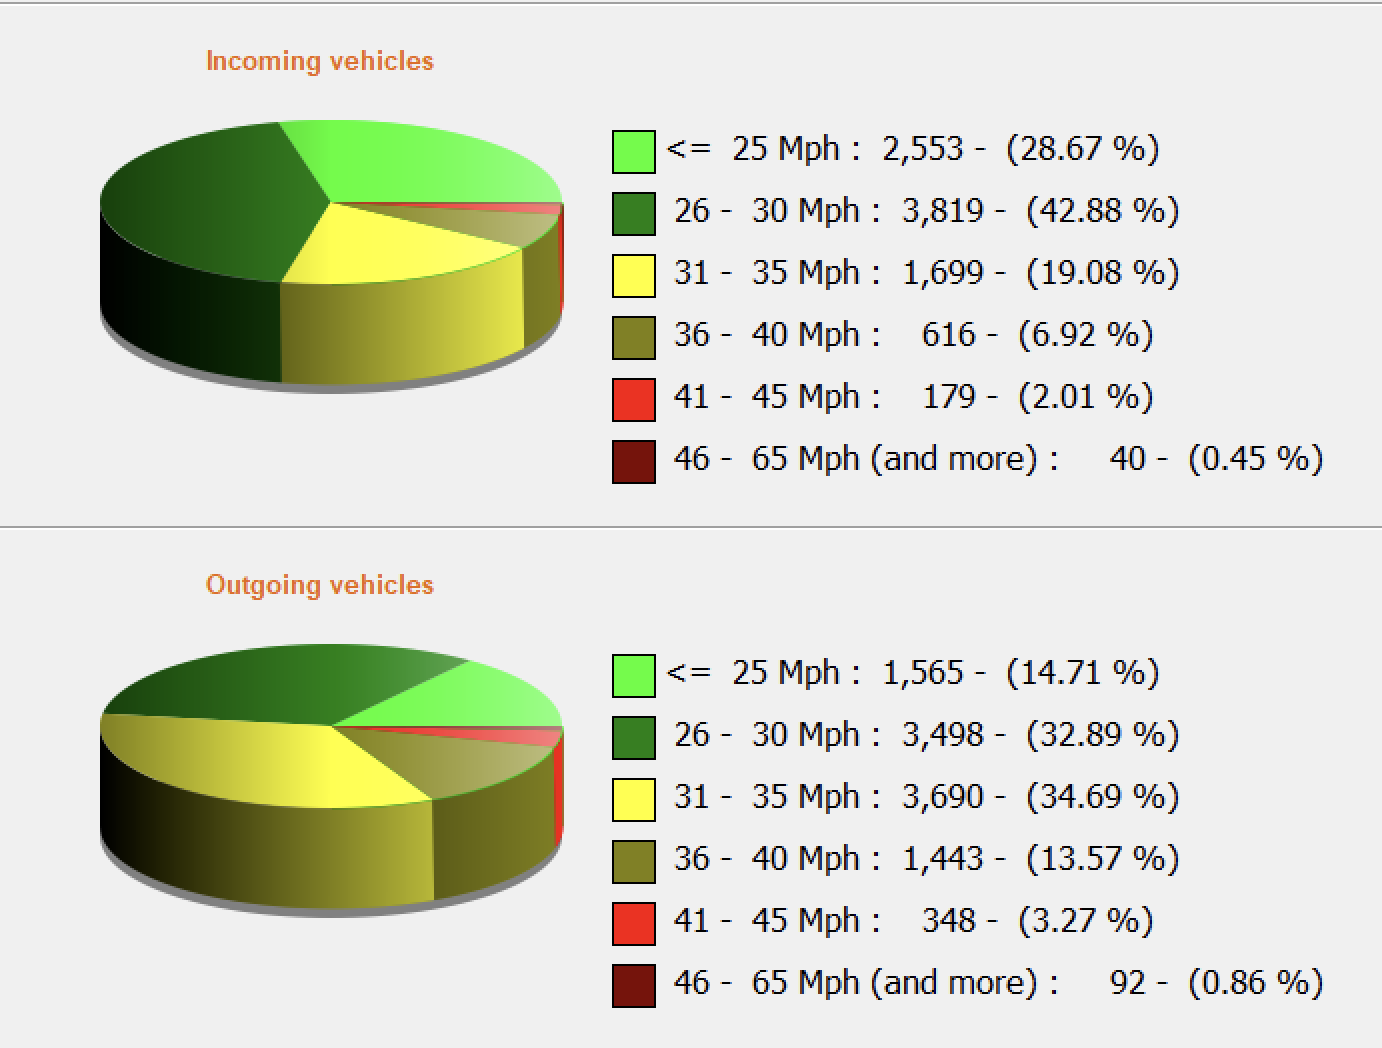 Incoming vehicles
<= 25 Mph : 2,553 - (28.67 %)
26 - 30 Mph : 3,819 - (42.88 %)
31 - 35 Mph : 1,699 - (19.08 %)
36 - 40 Mph : 616 - (6.92 %)
41 - 45 Mph : 179 - (2.01 %)
46 - 65 Mph (and more) : 40 - (0.45 %)
Outgoing vehicles
<= 25 Mph : 1,565 - (14.71 %)
26 - 30 Mph : 3,498 - (32.89 %)
31 - 35 Mph : 3,690 - (34.69 %)
36 - 40 Mph : 1,443 - (13.57 %)
41 - 45 Mph : 348 - (3.27 %)
46 - 65 Mph (and more) : 92 - (0.86 %)